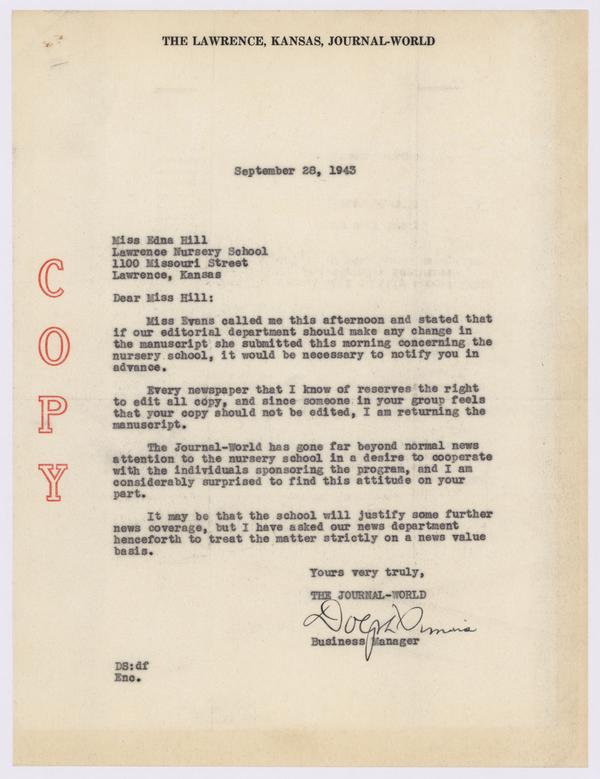 THE LAWRENCE, KANSAS, JOURNAL-WORLD
September 28, 1943
Miss Edna Hill
Lawrence Nursery School
1100 Missouri Street
Lawrence, Kansas
Dear Miss Hill:
Miss Evans called me this afternoon and stated that
if our editorial department should make any change in
the manuscript she submitted this morning concerning the
nursery school, it would be necessary to notify you in
advance.
Every newspaper that I know of reserves the right
to edit all copy, and since someone in your group feels
that your copy should not be edited, I am returning the
manuscript.
The Journal-World has gone far beyond normal news
attention to the nursery school in a desire to cooperate
with the individuals sponsoring the program, and I am
considerably surprised to find this attitude on your
part.
It may be that the school will justify some further
news coverage, but I have asked our news department
henceforth to treat the matter strictly on a news value
basis.
Yours very truly,
THE JOURNAL-WORLD
Dolph
Business Manager
DS:df
Enc.
COPY